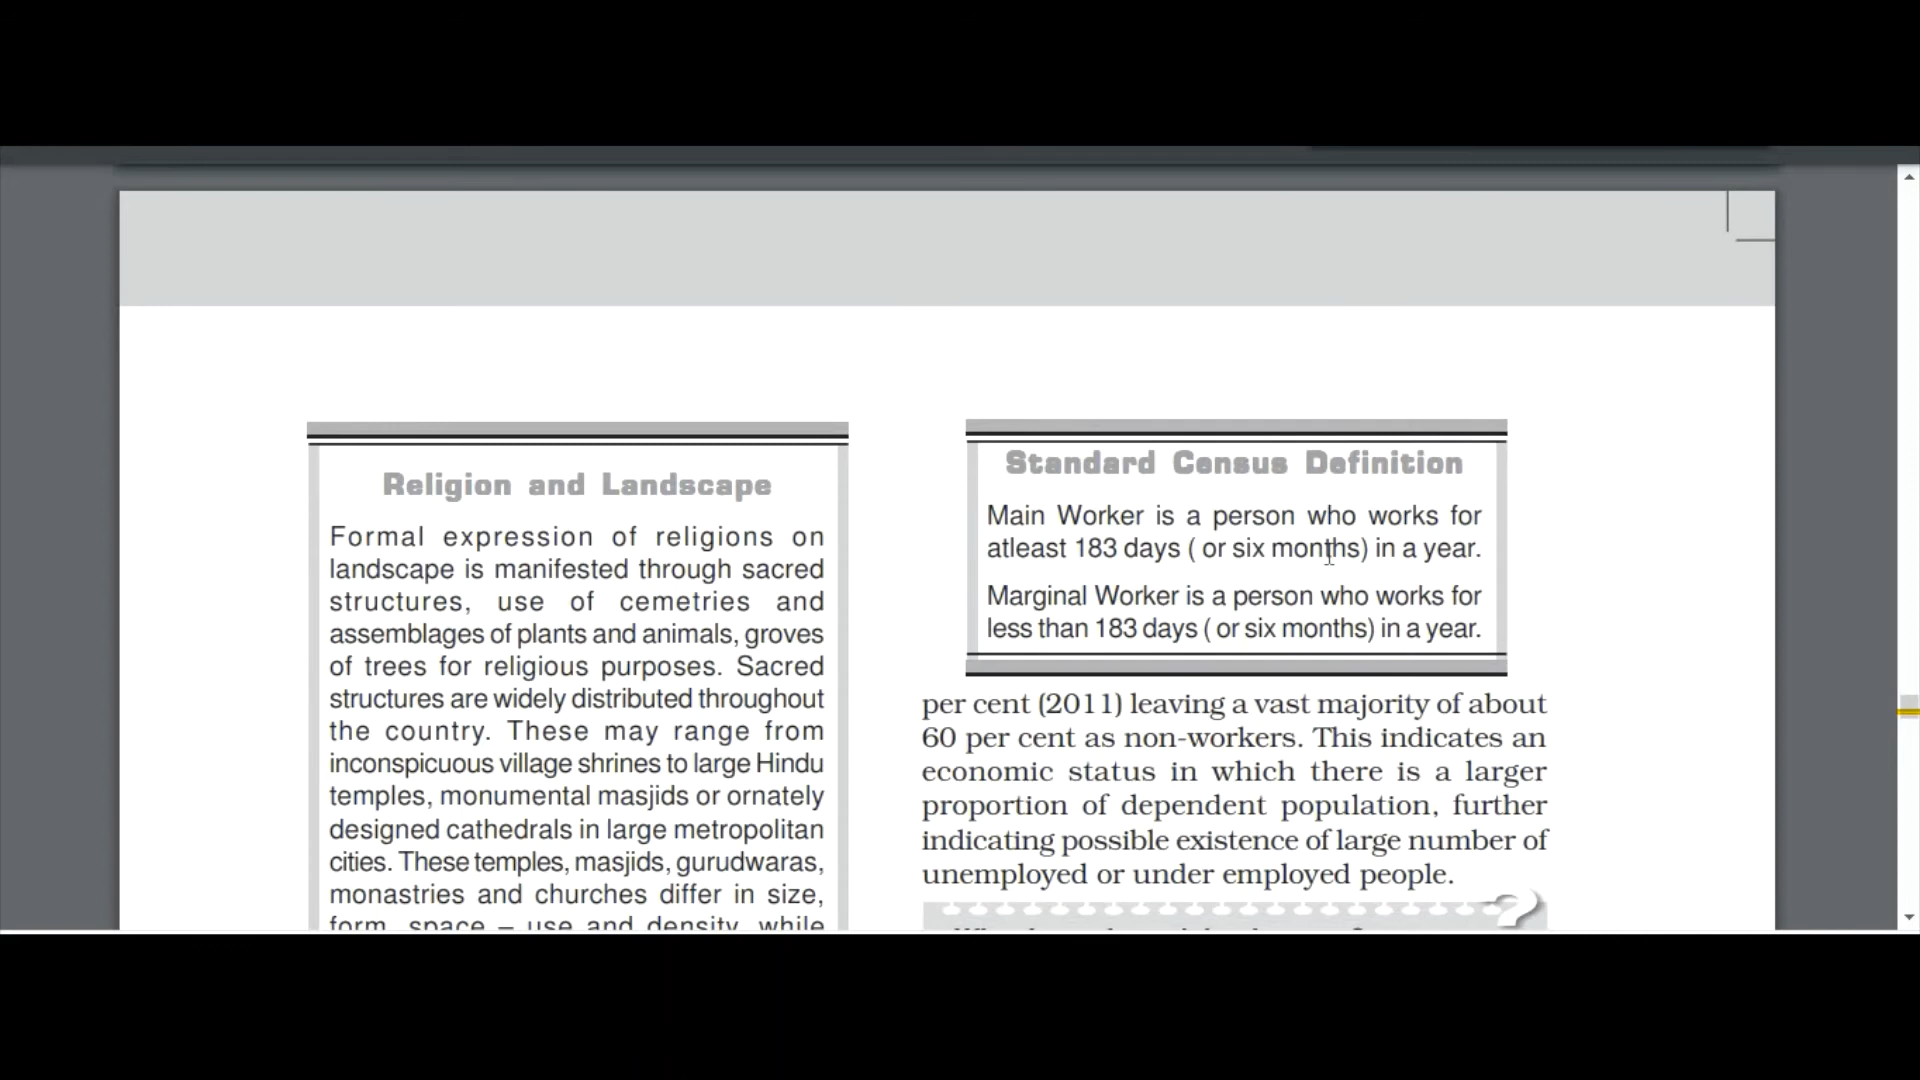 Religion and Landscape
Formal expression of religions on
landscape is manifested through sacred
structures, use of cemetries and
assemblages of plants and animals, groves
of trees for religious purposes. Sacred
structures are widely distributed throughout
the country. These may range from
inconspicuous village shrines to large Hindu
temples, monumental masjids or ornately
designed cathedrals in large metropolitan
cities. These temples, masjids, gurudwaras,
monastries and churches differ in size,
form, space – use and density, while
Standard Census Definition
Main Worker is a person who works for
atleast 183 days ( or six months) in a year.
Marginal Worker is a person who works for
less than 183 days ( or six months) in a year.
per cent (2011) leaving a vast majority of about
60 per cent as non-workers. This indicates an
economic status in which there is a larger
proportion of dependent population, further
indicating possible existence of large number of
unemployed or under employed people.
?